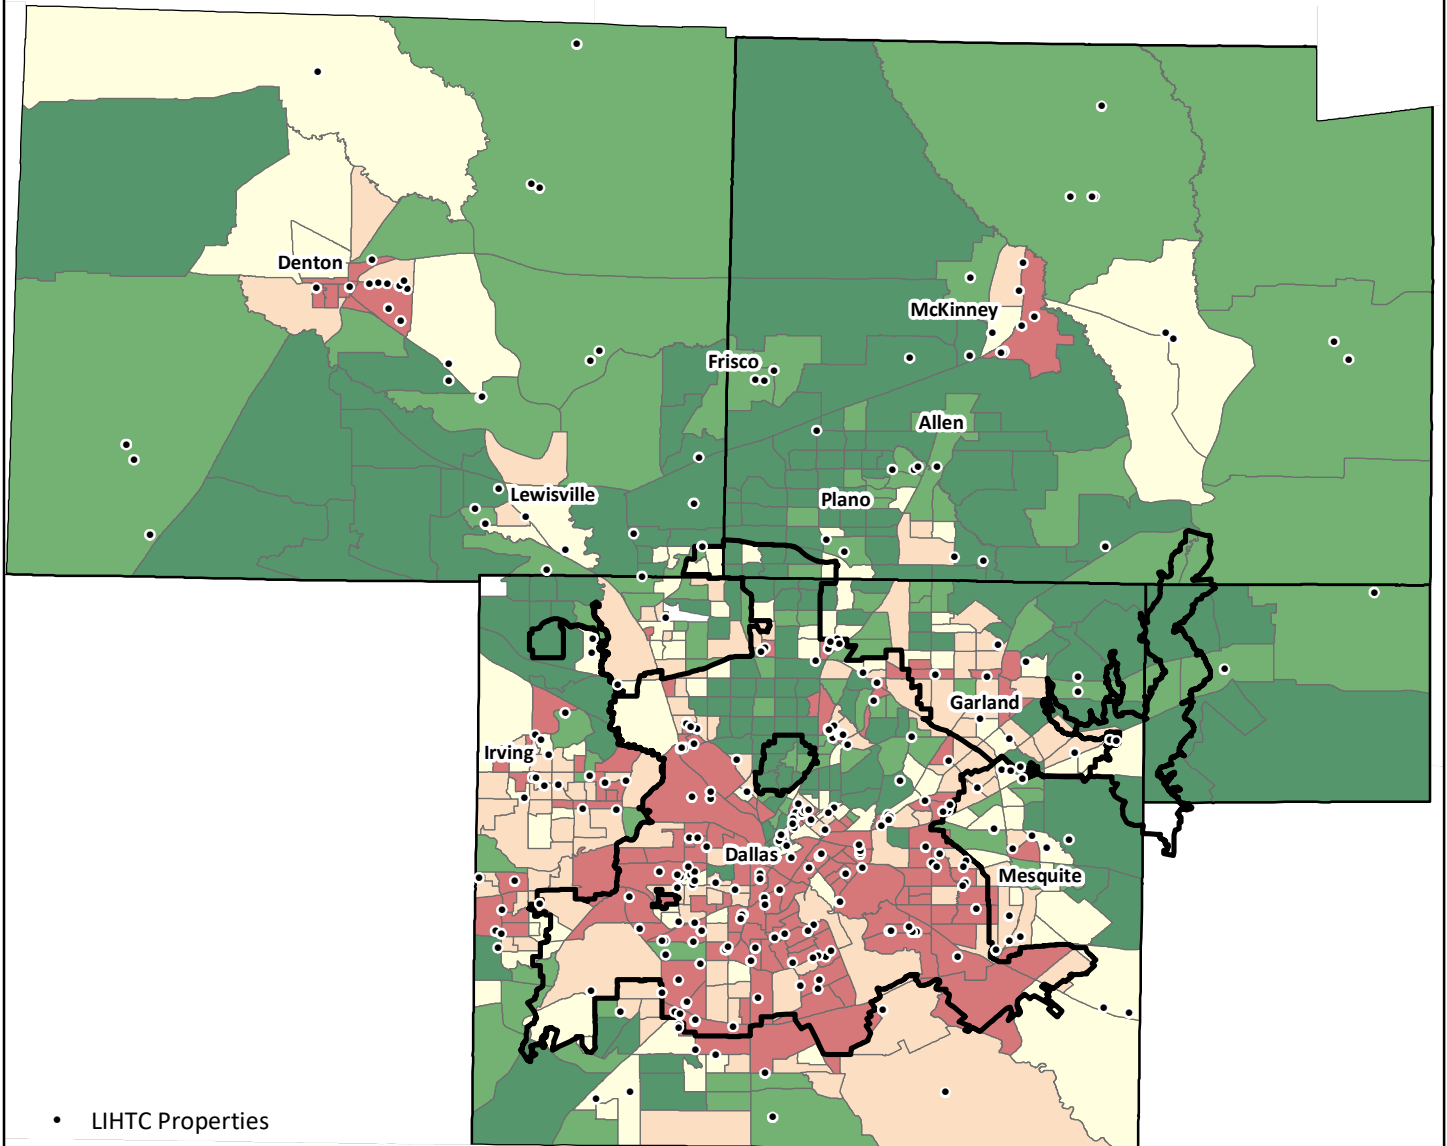 Denton
McKinney
Frisco
Allen
Lewisville
Plano
Garland
Irving
Dallas
Mesquite
LIHTC Properties